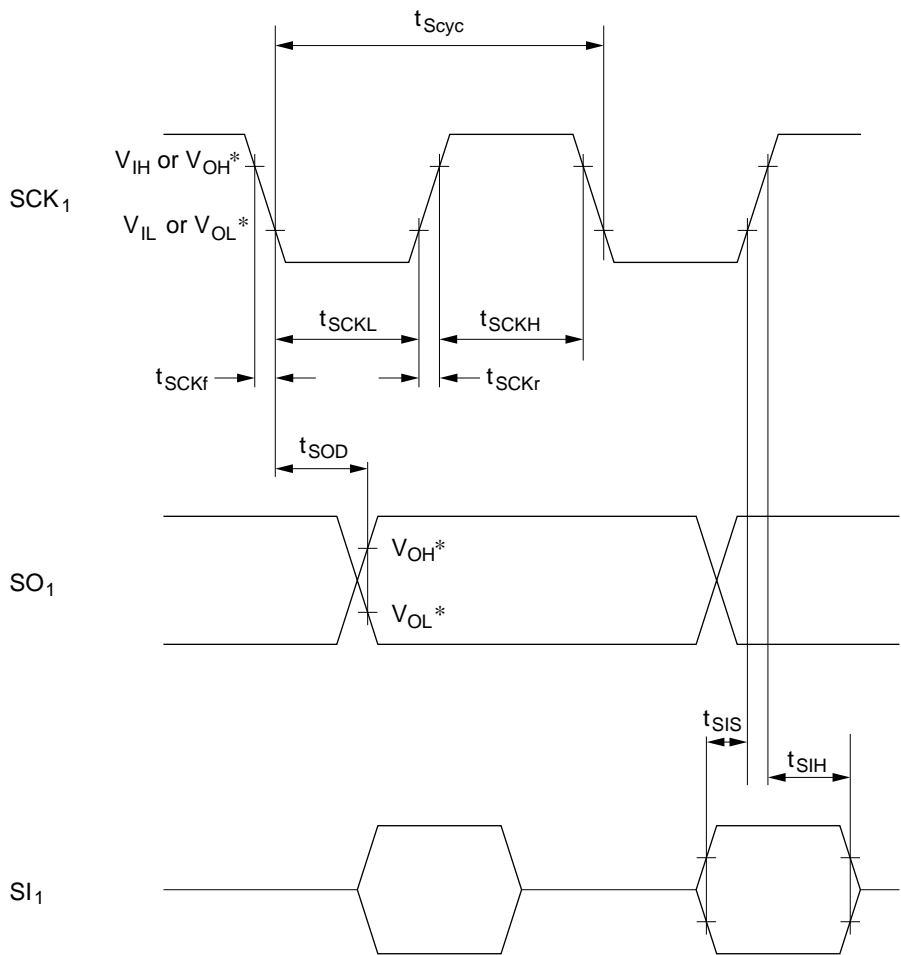 tScyc
VIH or VOH*
SCK1
VIL or VOL*
tSCKL
tSCKH
tSCKf
tSCKr
tSOD
VOH*
SO1
VOL*
tSIS
tSIH
SI1